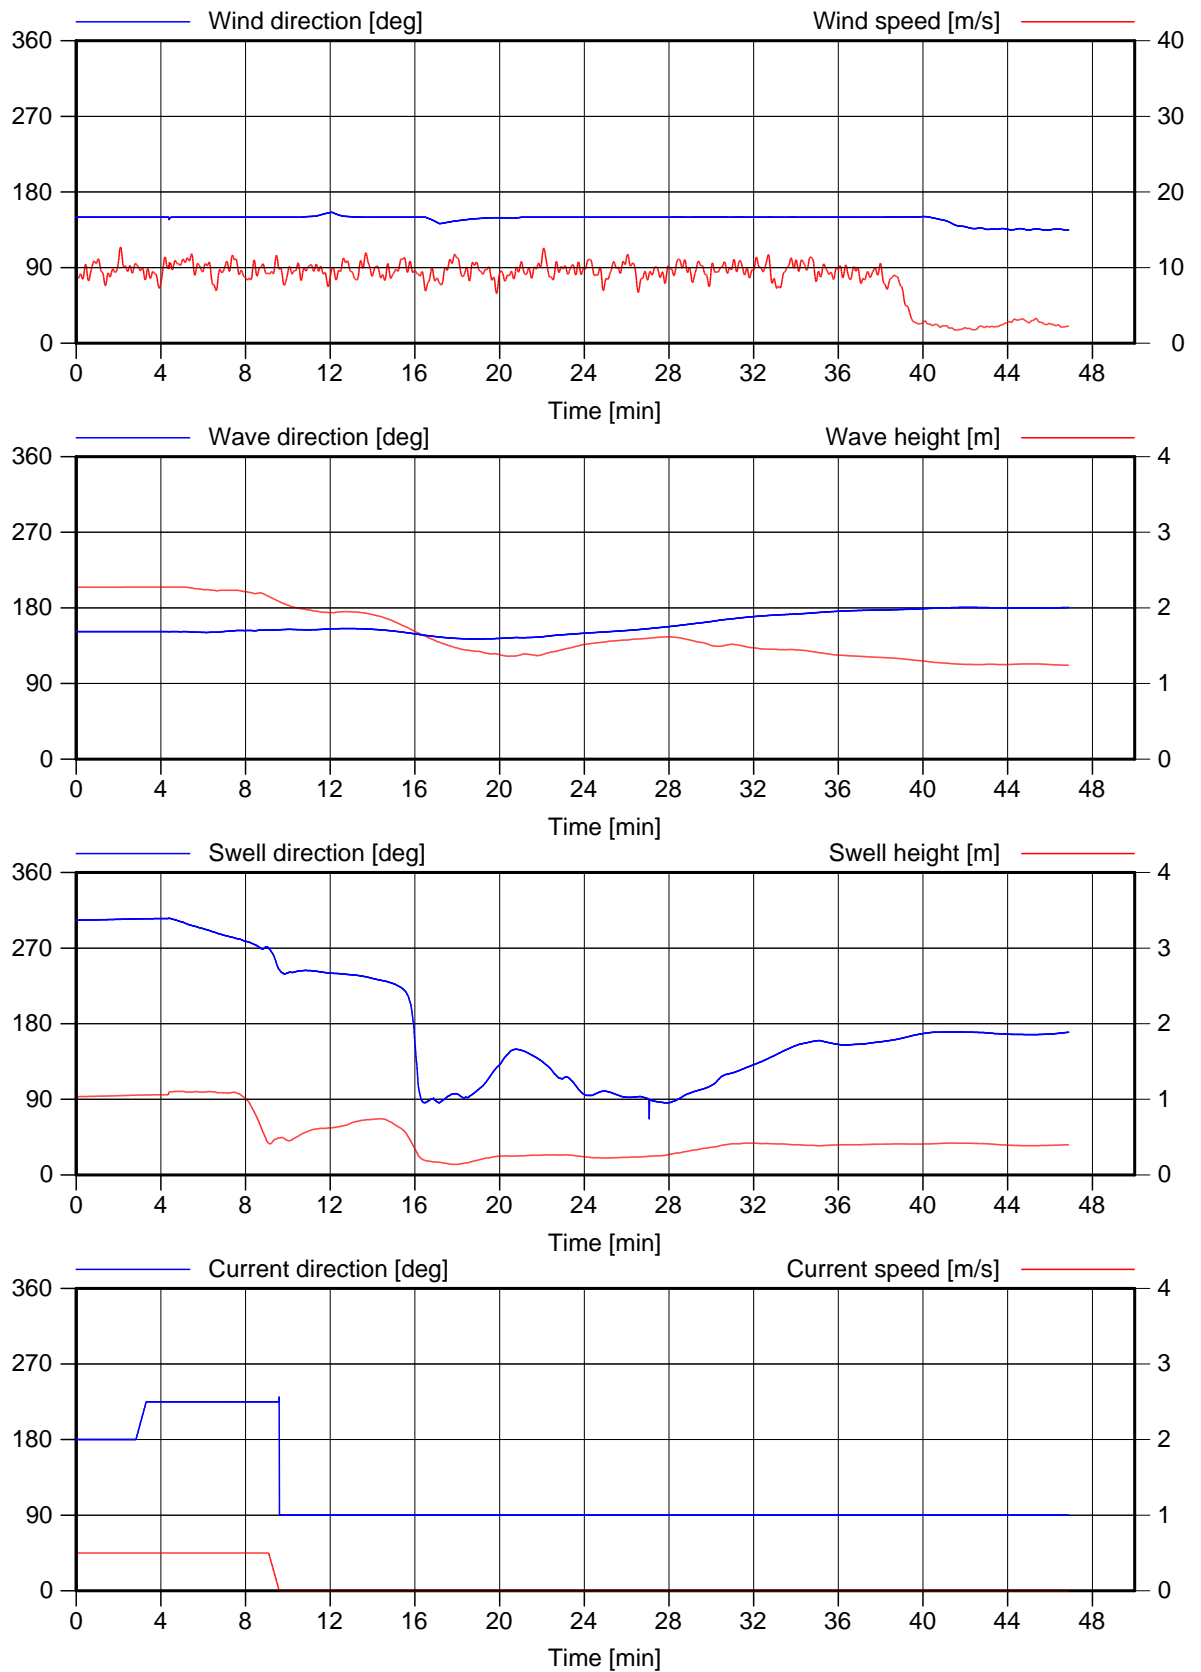 Wind direction [deg] Wind speed [m/s]
360 40
270 30
180 20
90 10
0 0
0 4 8 12 16 20 24 28 32 36 40 44 48
Time [min]
Wave direction [deg] Wave height [m]
360 4
270 3
180 2
90 1
0 0
0 4 8 12 16 20 24 28 32 36 40 44 48
Time [min]
Swell direction [deg] Swell height [m]
360 4
270 3
180 2
90 1
0 0
0 4 8 12 16 20 24 28 32 36 40 44 48
Time [min]
Current direction [deg] Current speed [m/s]
360 4
270 3
180 2
90 1
0 0
0 4 8 12 16 20 24 28 32 36 40 44 48
Time [min]